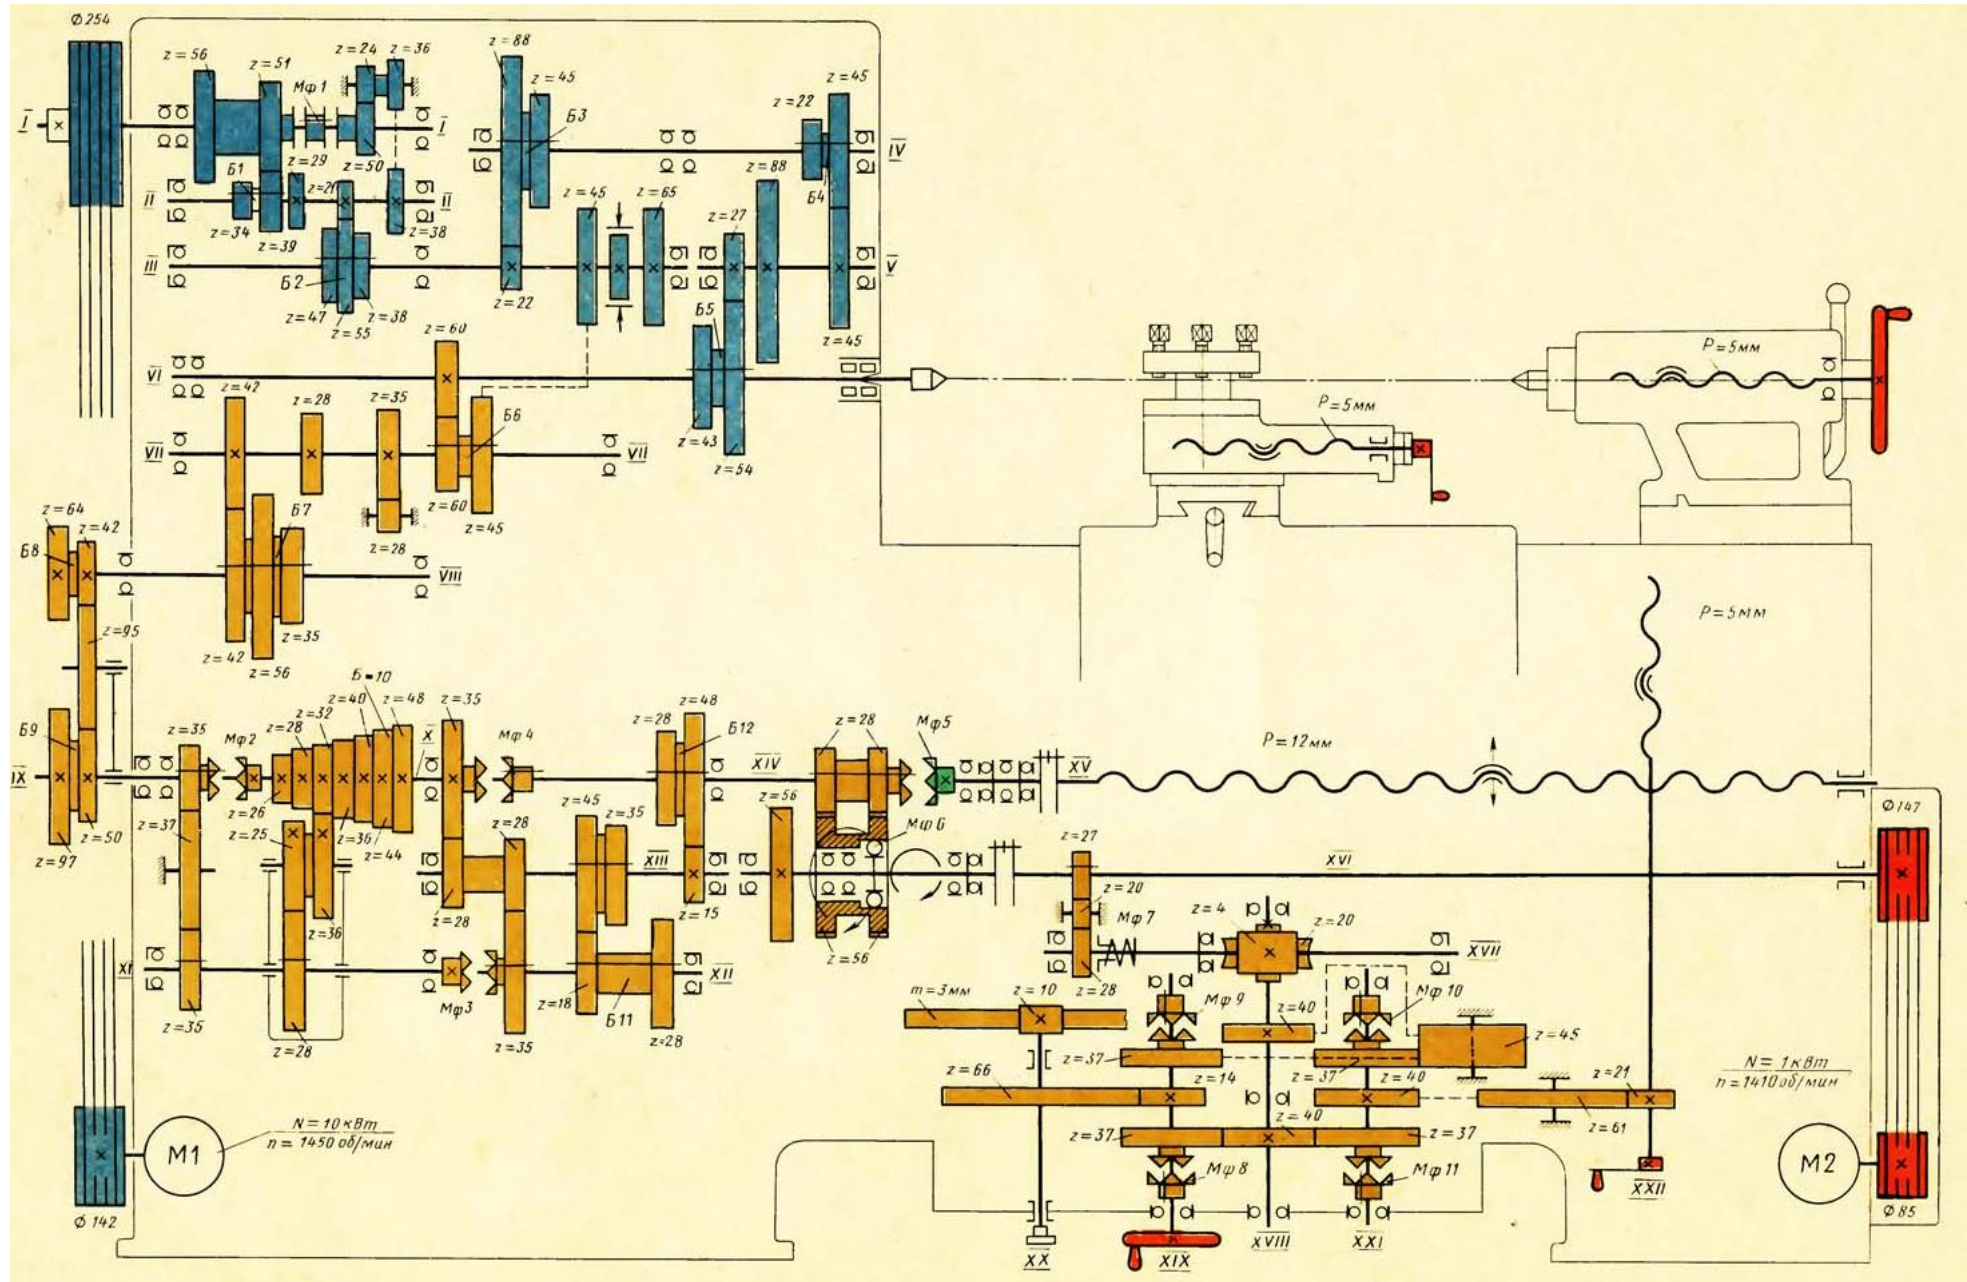 Ø254
z=56
z=51
Мф1
z=24
z=36
z=88
z=45
Б3
z=22
z=45
I
I
z=29
z=50
Б1
z=21
II
II
z=34
z=39
z=38
IV
z=88
Б4
z=45
z=65
z=27
III
Б2
z=47
z=55
z=38
z=22
V
Б5
z=45
z=60
VI
z=42
z=28
z=35
Б6
z=43
z=54
P=5мм
P=5мм
VII
VII
z=60
z=45
z=28
z=64
z=42
Б7
Б8
VIII
z=95
z=35
z=42
z=56
P=5мм
Б=10
z=40
z=48
z=32
z=28
z=35
Мф2
X
z=35
Мф4
z=48
z=28
Б12
z=28
Мф5
P=12мм
Б9
IX
XIV
XV
z=26
z=37
z=25
z=36
z=44
z=50
z=97
z=45
z=35
z=28
z=56
Мф6
Ø147
z=27
XIII
XVI
z=28
z=36
z=15
z=20
z=4
z=20
Мф7
z=56
XI
XII
XVII
Мф3
z=18
Б11
z=28
z=35
z=28
z=35
z=28
m=3мм
z=10
Мф9
z=40
Мф10
z=45
z=37
z=37
z=66
z=14
z=40
z=21
N=1кВт
n=1410об/мин
z=61
N=10кВт
n=1450об/мин
z=37
z=40
z=37
М1
М2
Мф8
Мф11
XXII
Ø142
Ø85
XX
XIX
XVIII
XXI